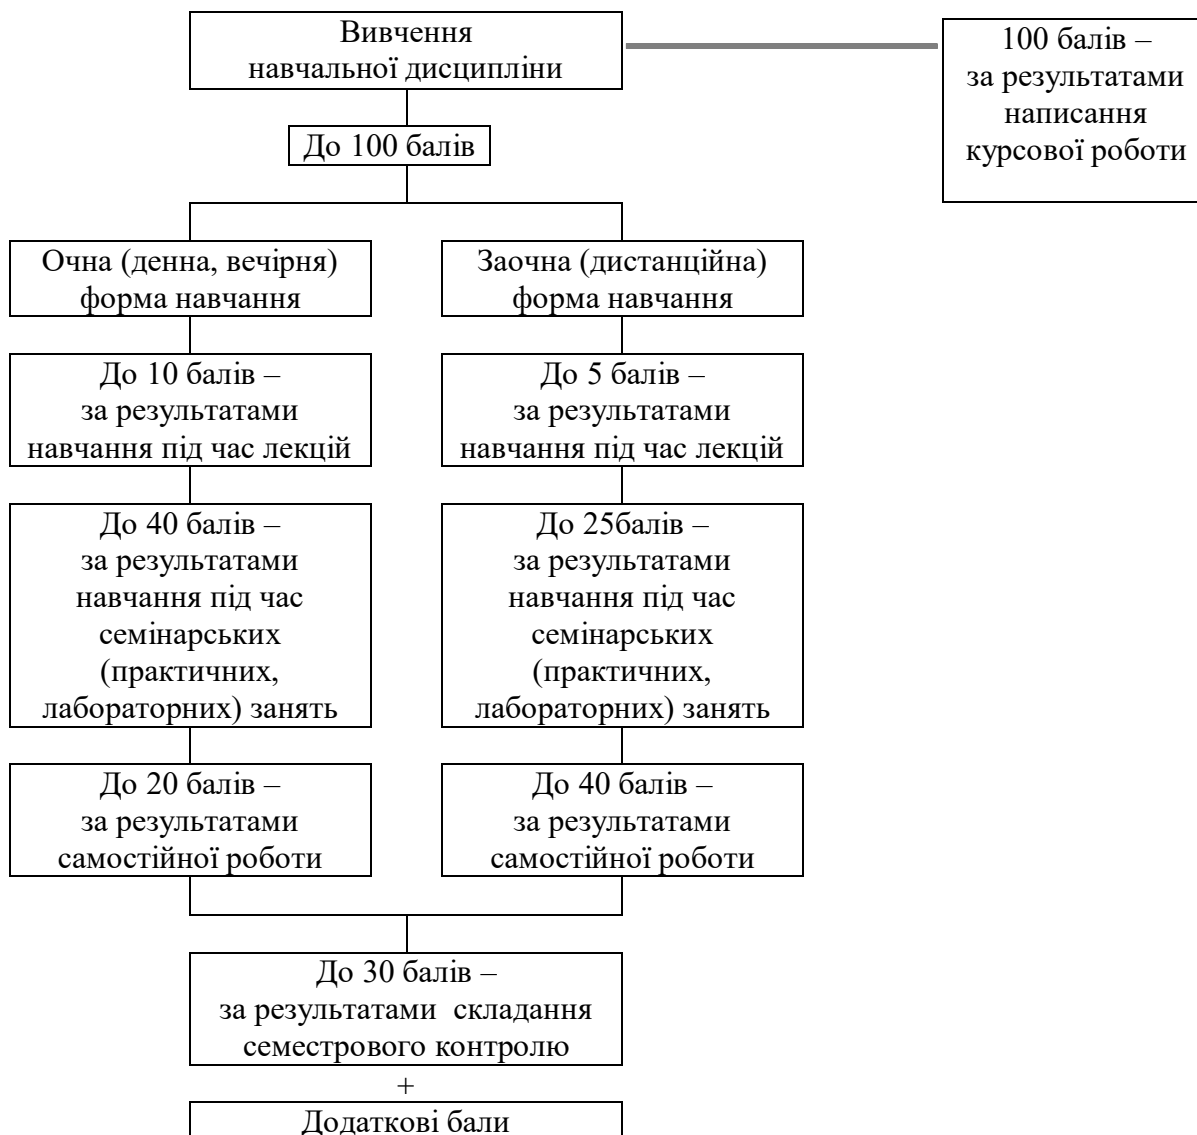 Вивчення
навчальної дисципліни
100 балів –
за результатами
написання
курсової роботи
До 100 балів
Очна (денна, вечірня)
форма навчання
Заочна (дистанційна)
форма навчання
До 10 балів –
за результатами
навчання під час лекцій
До 5 балів –
за результатами
навчання під час лекцій
До 40 балів –
за результатами
навчання під час
семінарських
(практичних,
лабораторних) занять
До 25балів –
за результатами
навчання під час
семінарських
(практичних,
лабораторних) занять
До 20 балів –
за результатами
самостійної роботи
До 40 балів –
за результатами
самостійної роботи
До 30 балів –
за результатами складання
семестрового контролю
+
Додаткові бали